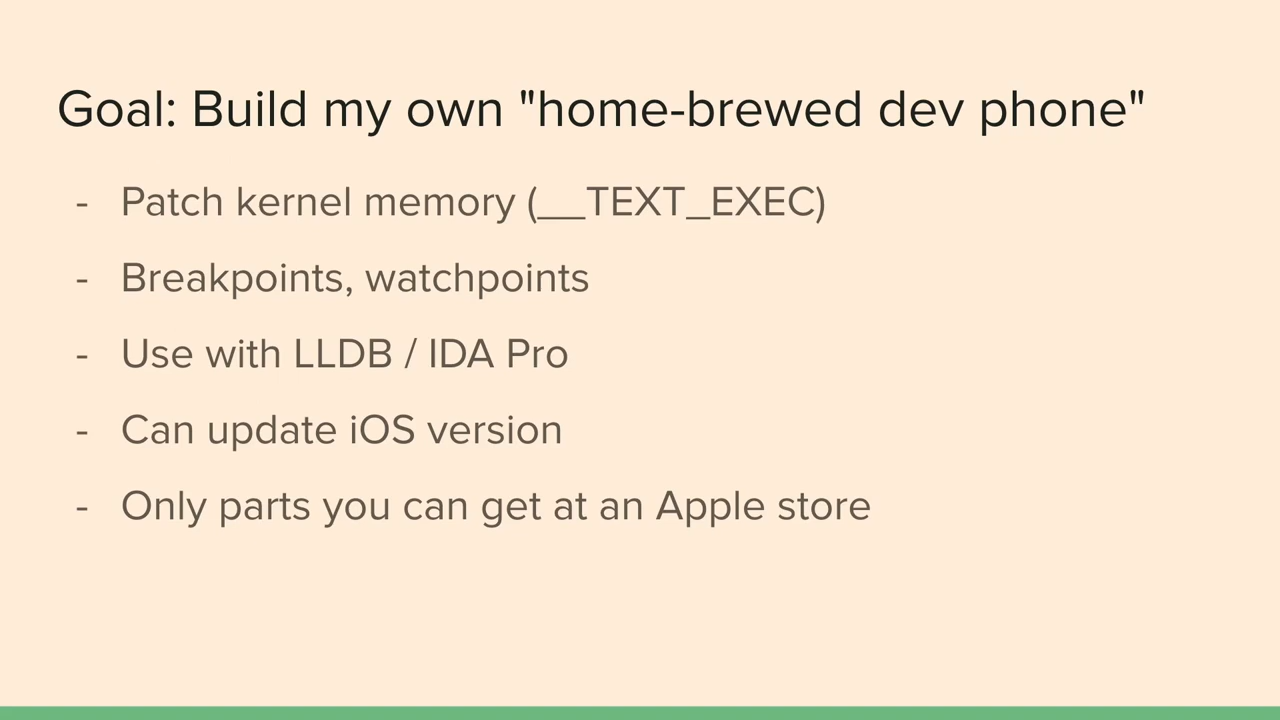 Goal: Build my own "home-brewed dev phone"
- Patch kernel memory (__TEXT_EXEC)
- Breakpoints, watchpoints
- Use with LLDB / IDA Pro
- Can update iOS version
- Only parts you can get at an Apple store